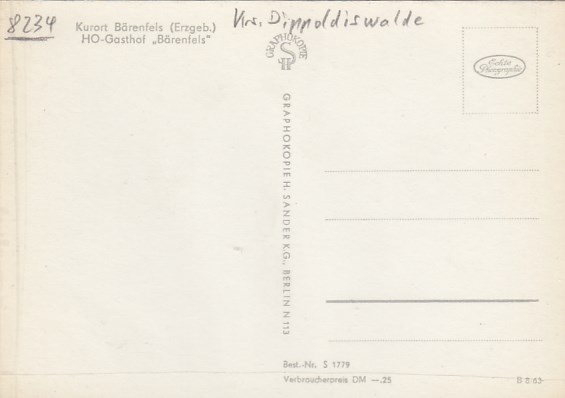 8234
Krs. Dippoldiswalde
Kurort Bärenfels (Erzgeb.)
HO-Gasthof „Bärenfels"
GRAPHOKOPIE
SH
Echte
Photographie
GRAPHOKOPIE H. SANDER K.G., BERLIN N 113
Best.-Nr. S 1779
Verbraucherpreis DM —.25
B 8/63